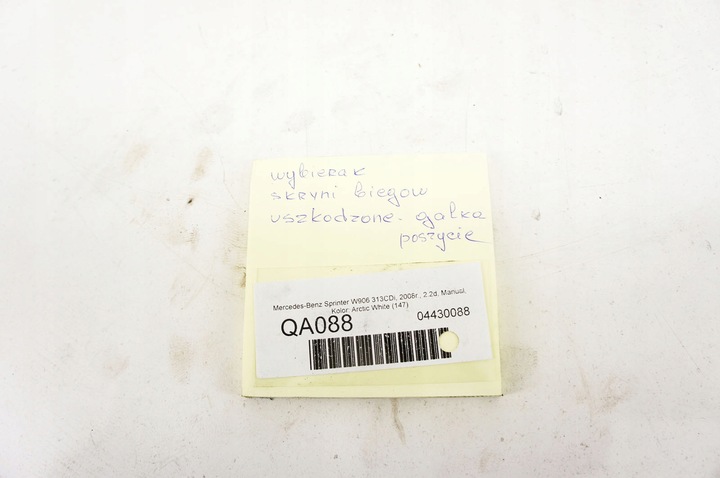 wybierak
skrzyni biegów
uszkodzone. gałka
poszycie
Mercedes-Benz Sprinter W906 313CDi, 2008r., 2.2d. Manual.
Kolor: Arctic White (147)
QA088 04430088